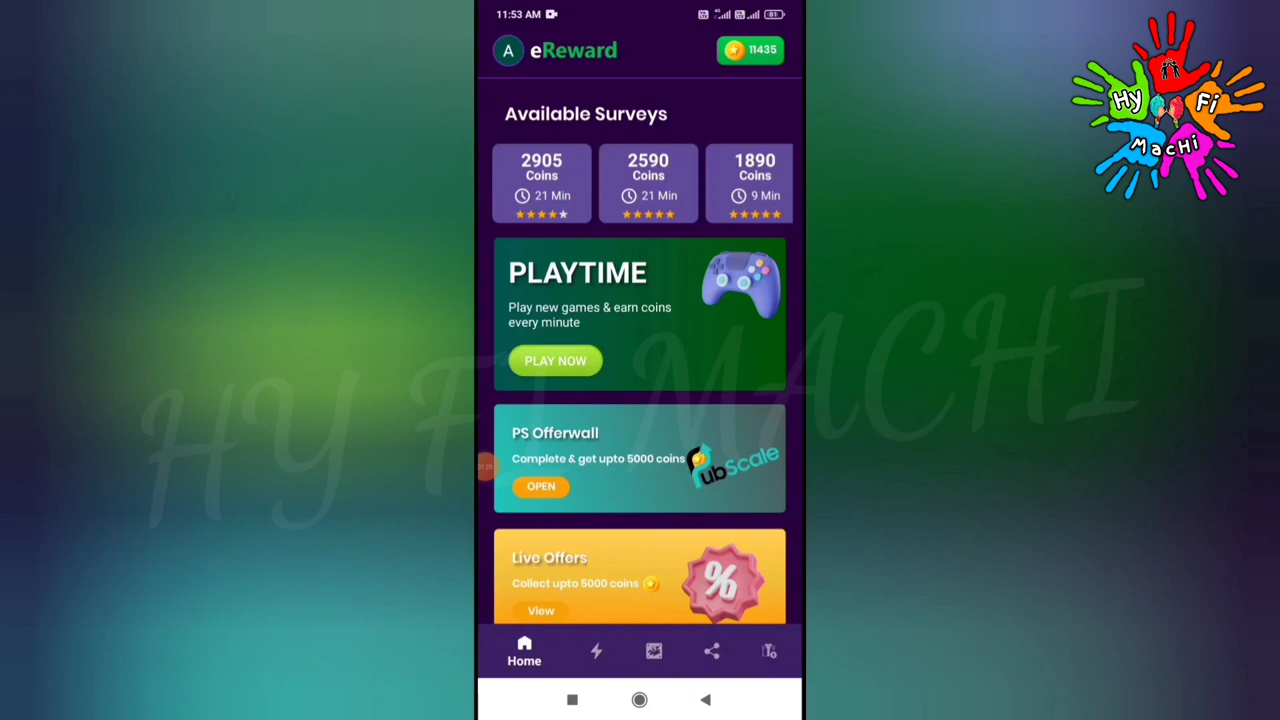 11:53 AM
81
A eReward
11435
Available Surveys
2905
Coins
21 Min
2590
Coins
21 Min
1890
Coins
9 Min
PLAYTIME
Play new games & earn coins
every minute
PLAY NOW
PS Offerwall
Complete & get upto 5000 coins
OPEN
PubScale
Live Offers
Collect upto 5000 coins
%
View
Home
Hy Fi
MacHi
HY FI MACHI